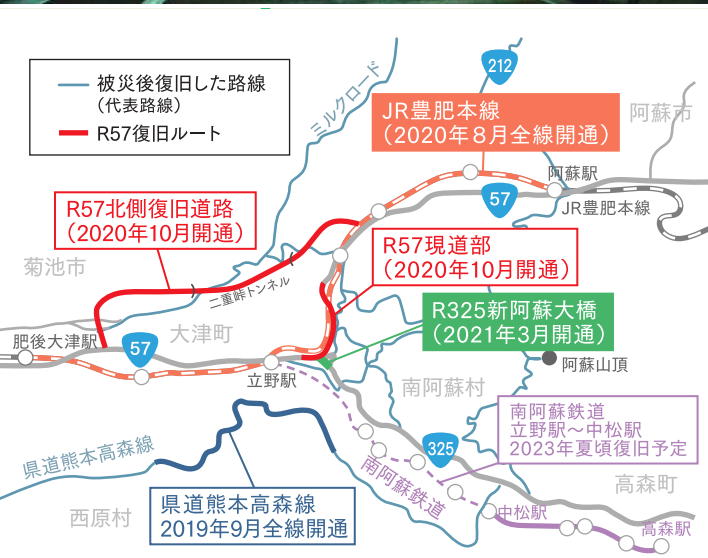 被災後復旧した路線
(代表路線)
R57復旧ルート
ミルクロード
212
JR豊肥本線
(2020年8月全線開通)
阿蘇市
阿蘇駅
57
JR豊肥本線
R57北側復旧道路
(2020年10月開通)
菊池市
二重峠トンネル
R57現道部
(2020年10月開通)
R325新阿蘇大橋
(2021年3月開通)
大津町
肥後大津駅
57
立野駅
阿蘇山頂
南阿蘇村
南阿蘇鉄道
立野駅～中松駅
2023年夏頃復旧予定
325
県道熊本高森線
南阿蘇鉄道
高森町
県道熊本高森線
2019年9月全線開通
西原村
中松駅
高森駅